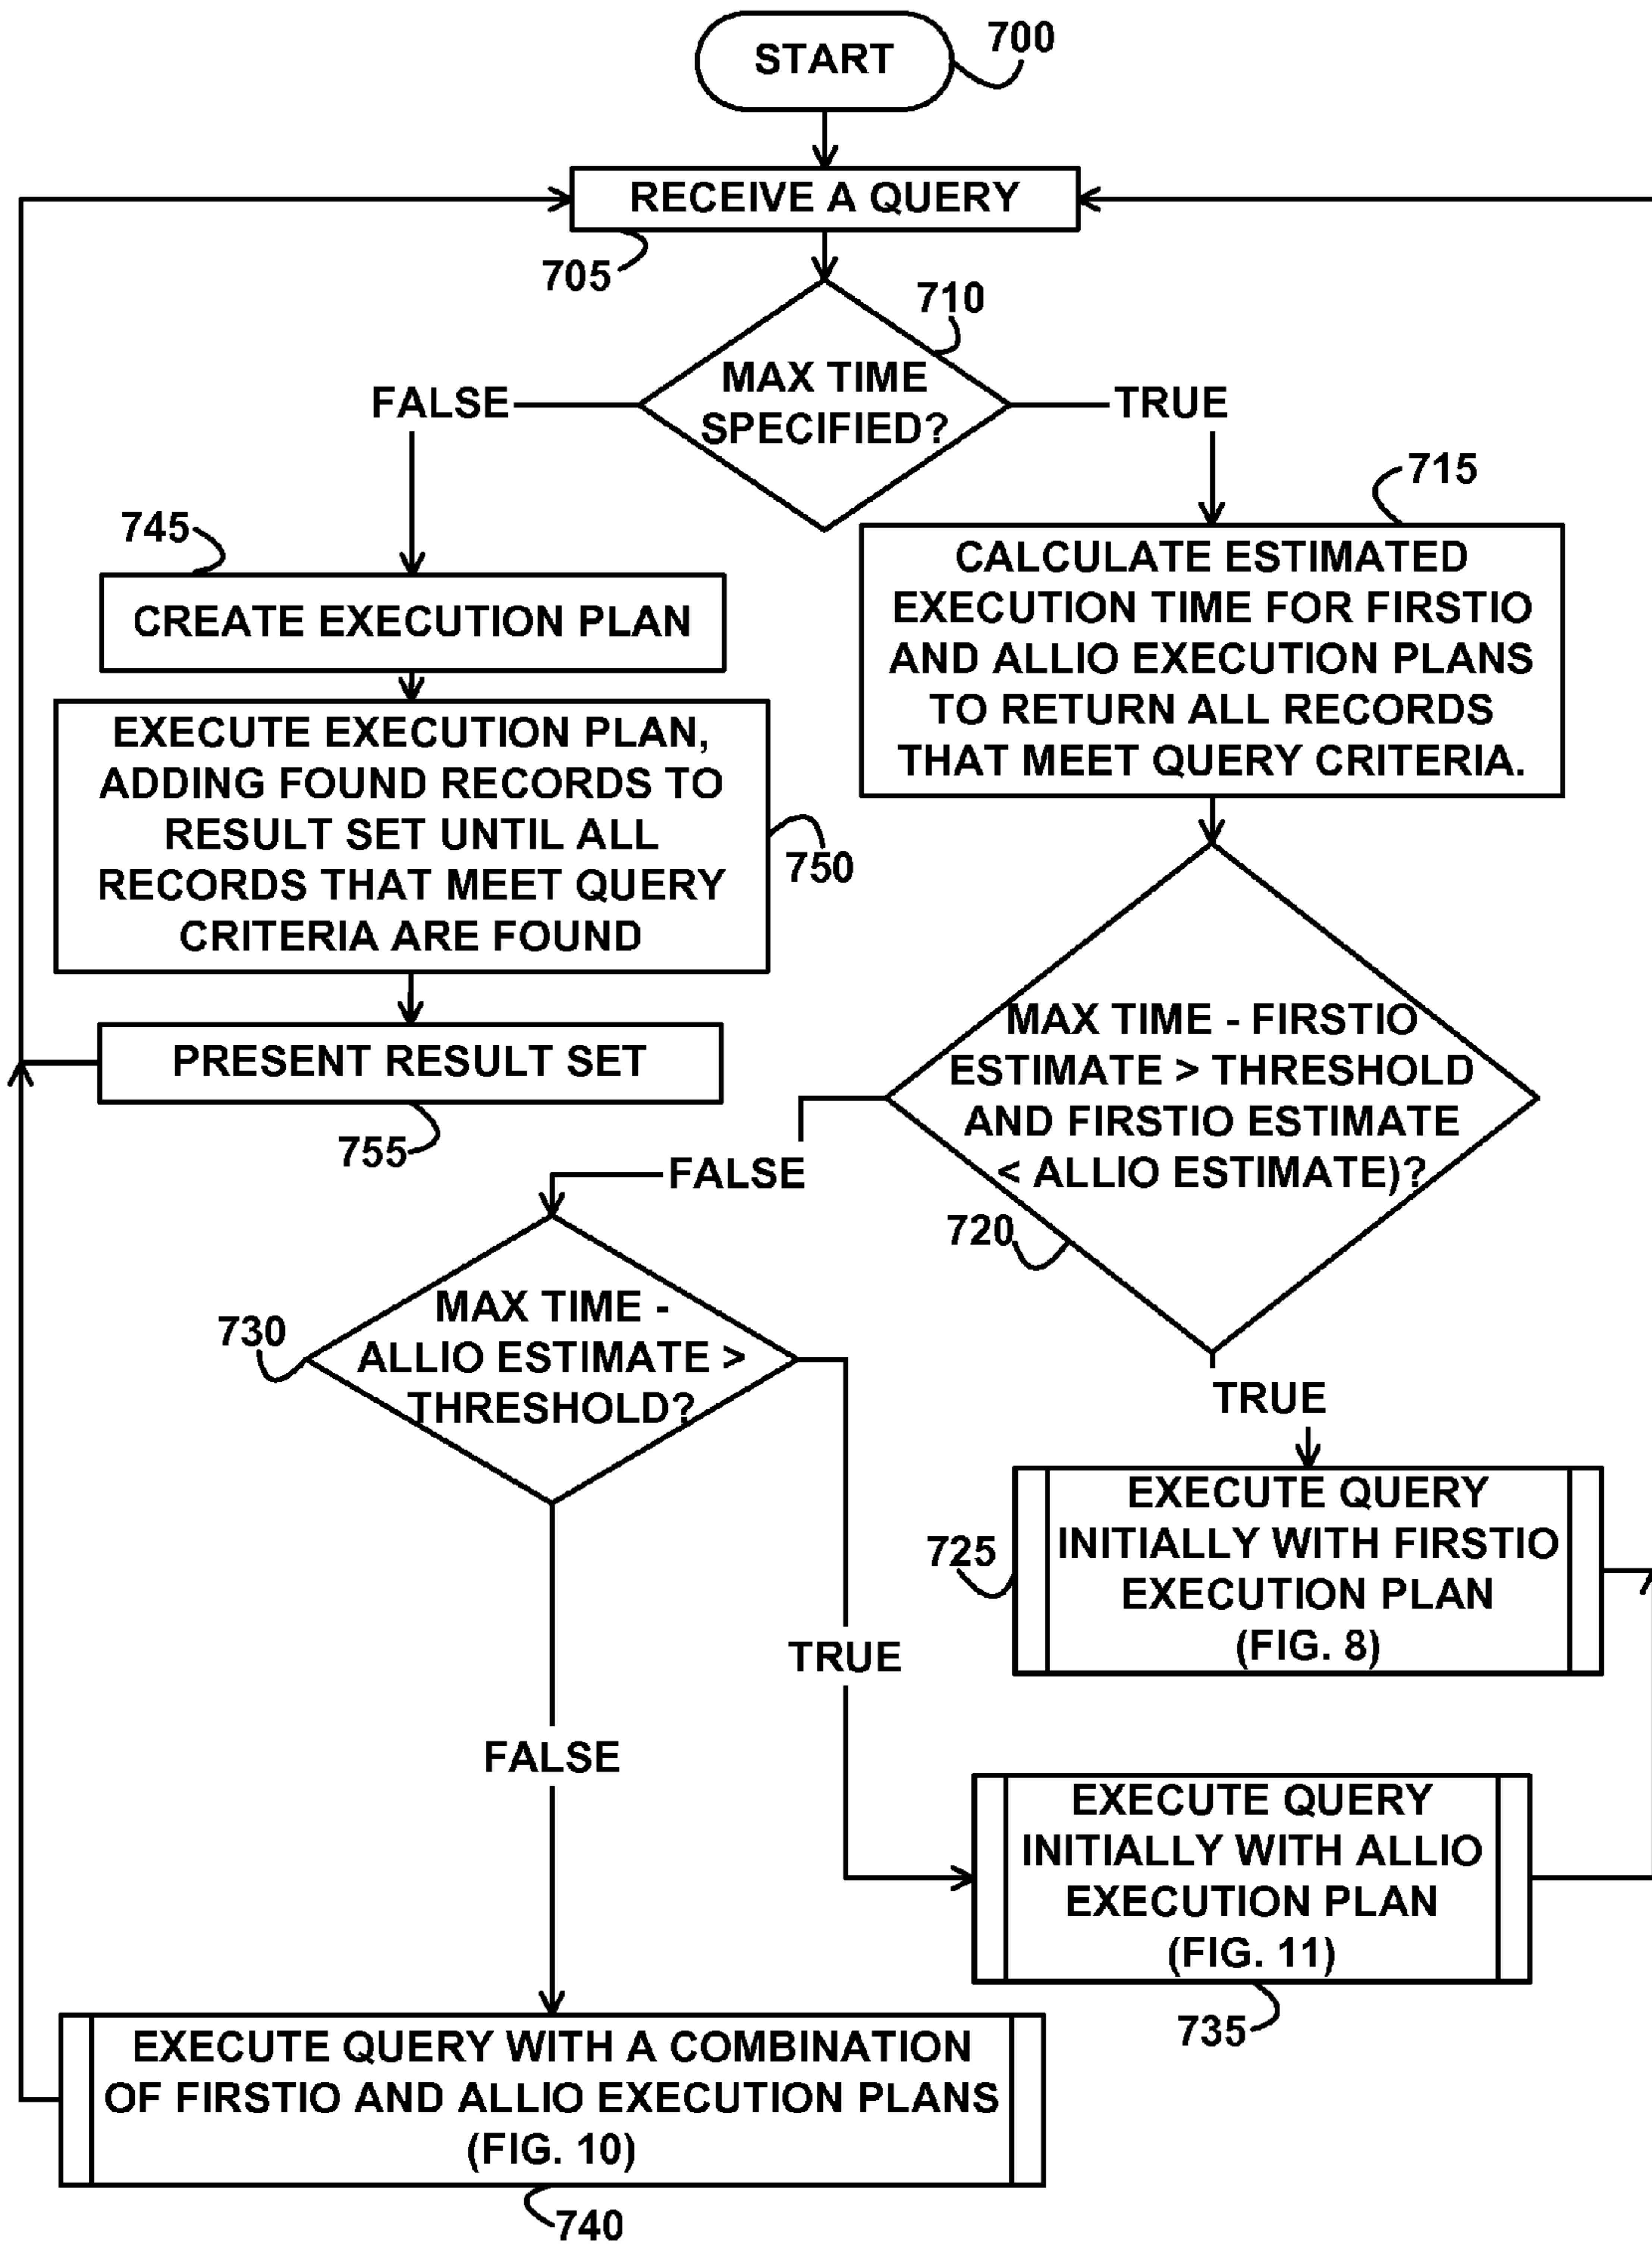 START
700
RECEIVE A QUERY
705
710
MAX TIME
SPECIFIED?
FALSE
TRUE
715
745
CREATE EXECUTION PLAN
CALCULATE ESTIMATED
EXECUTION TIME FOR FIRSTIO
AND ALLIO EXECUTION PLANS
TO RETURN ALL RECORDS
THAT MEET QUERY CRITERIA.
EXECUTE EXECUTION PLAN,
ADDING FOUND RECORDS TO
RESULT SET UNTIL ALL
RECORDS THAT MEET QUERY
CRITERIA ARE FOUND
750
PRESENT RESULT SET
755
MAX TIME - FIRSTIO
ESTIMATE > THRESHOLD
AND FIRSTIO ESTIMATE
< ALLIO ESTIMATE)?
720
FALSE
TRUE
730
MAX TIME -
ALLIO ESTIMATE >
THRESHOLD?
725
EXECUTE QUERY
INITIALLY WITH FIRSTIO
EXECUTION PLAN
(FIG. 8)
TRUE
FALSE
EXECUTE QUERY
INITIALLY WITH ALLIO
EXECUTION PLAN
(FIG. 11)
735
EXECUTE QUERY WITH A COMBINATION
OF FIRSTIO AND ALLIO EXECUTION PLANS
(FIG. 10)
740